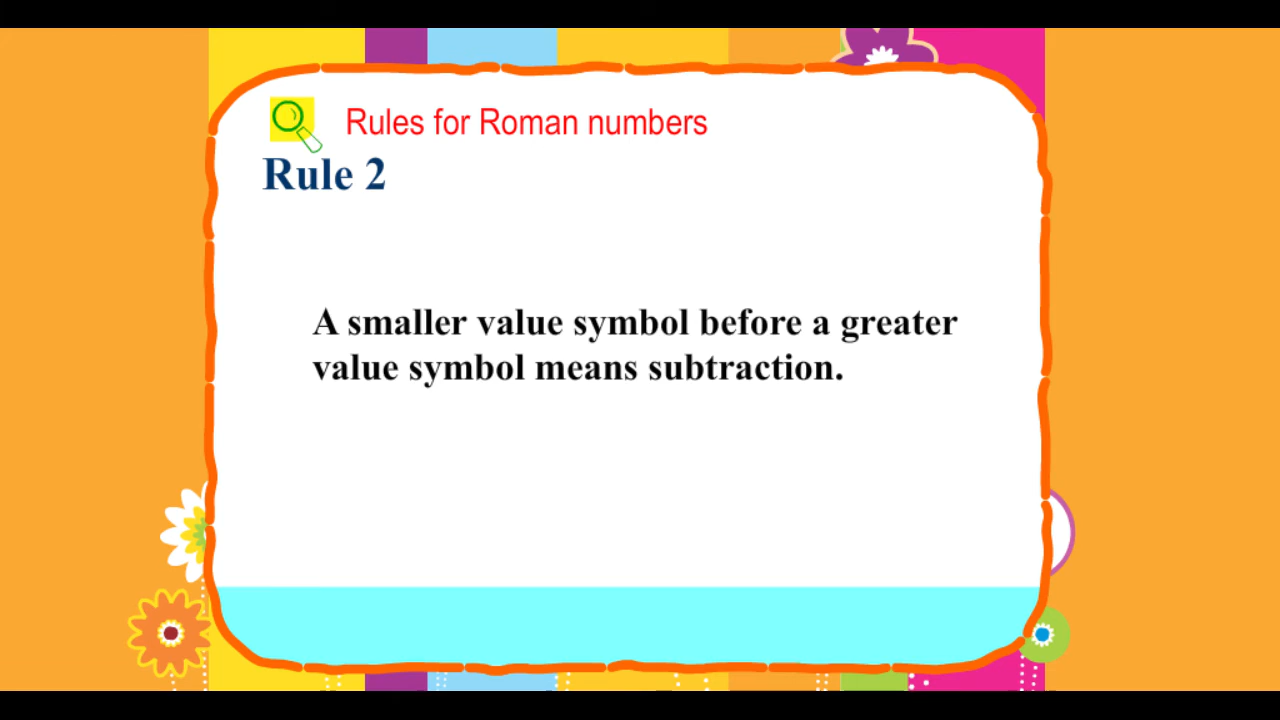 Rules for Roman numbers
Rule 2
A smaller value symbol before a greater
value symbol means subtraction.